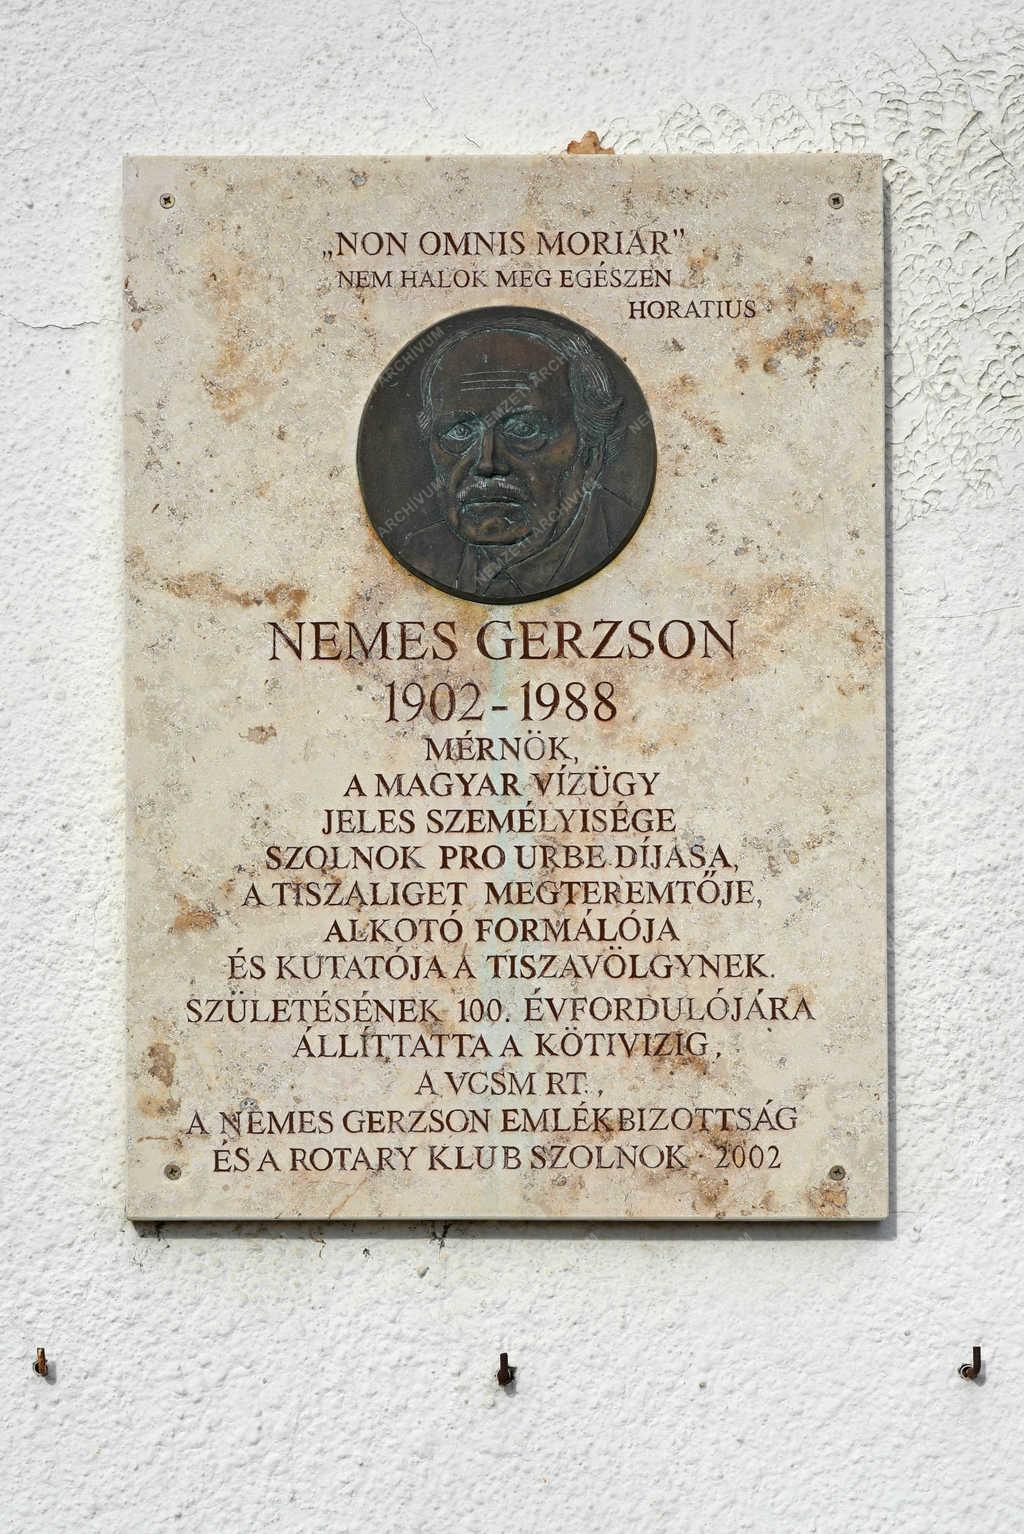 „NON OMNIS MORIAR”
NEM HALOK MEG EGÉSZEN
HORATIUS
NEMES GERZSON
1902-1988
MÉRNÖK,
A MAGYAR VÍZÜGY
JELES SZEMÉLYISÉGE
SZOLNOK PRO URBE DÍJASA,
A TISZALIGET MEGTEREMTŐJE,
ALKOTÓ FORMÁLÓJA
ÉS KUTATÓJA A TISZAVÖLGYNEK.
SZÜLETÉSÉNEK 100. ÉVFORDULÓJÁRA
ÁLLÍTTATTA A KÖTIVIZIG,
A VCSM RT.,
A NEMES GERZSON EMLÉKBIZOTTSÁG
ÉS A ROTARY KLUB SZOLNOK · 2002